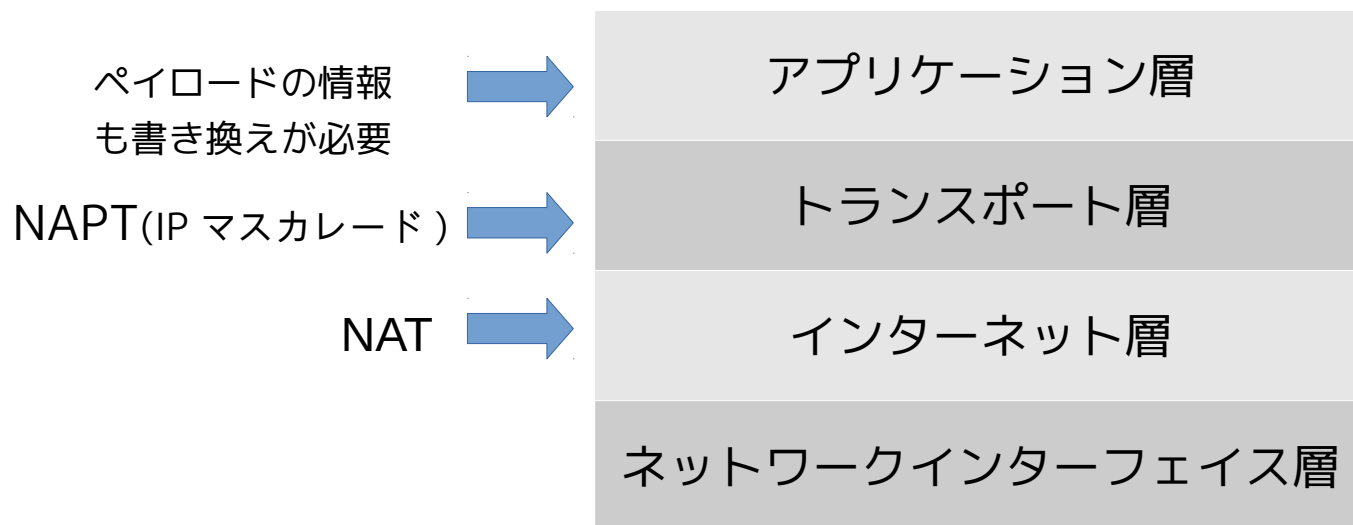 ペイロードの情報
も書き換えが必要
アプリケーション層
NAPT(IP マスカレード )
トランスポート層
NAT
インターネット層
ネットワークインターフェイス層